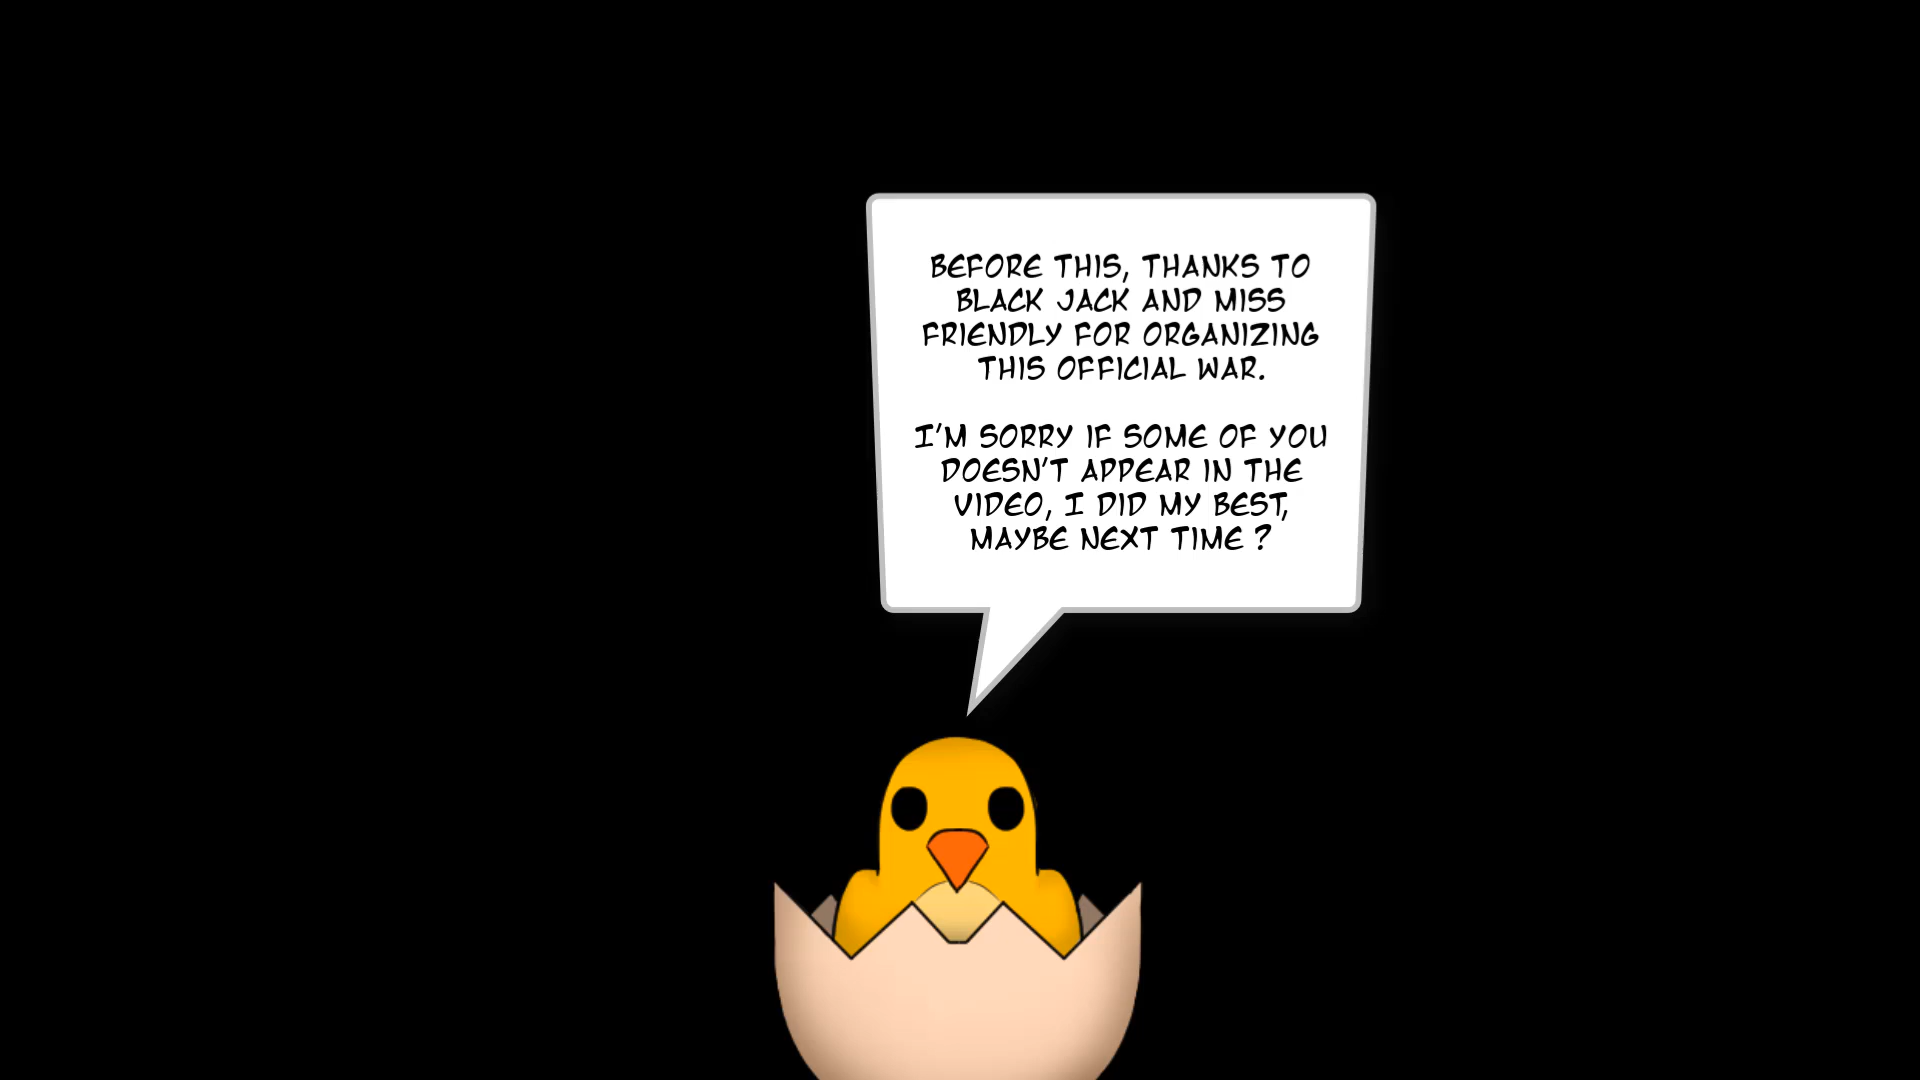 BEFORE THIS, THANKS TO
BLACK JACK AND MISS
FRIENDLY FOR ORGANIZING
THIS OFFICIAL WAR.
I'M SORRY IF SOME OF YOU
DOESN'T APPEAR IN THE
VIDEO, I DID MY BEST,
MAYBE NEXT TIME ?